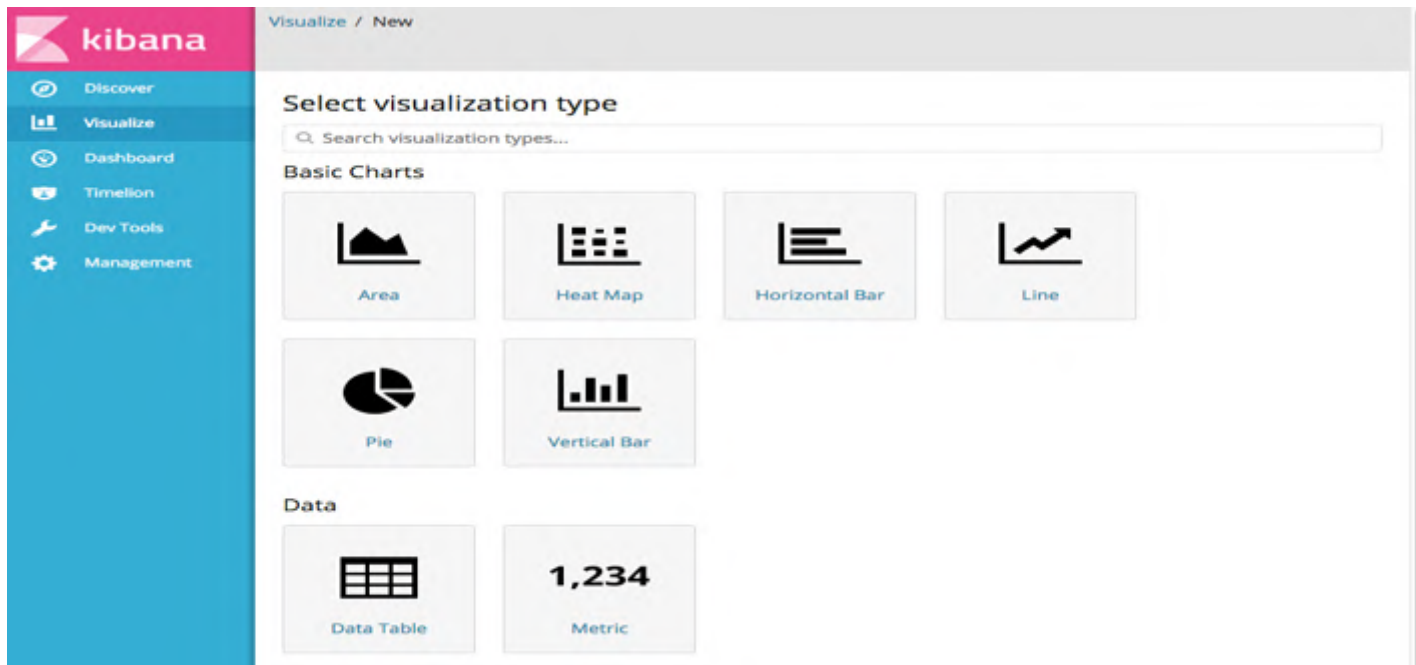 kibana
Discover
Visualize
Dashboard
Timelion
Dev Tools
Management
Visualize / New
Select visualization type
Search visualization types...
Basic Charts
Area
Heat Map
Horizontal Bar
Line
Pie
Vertical Bar
Data
1,234
Data Table
Metric